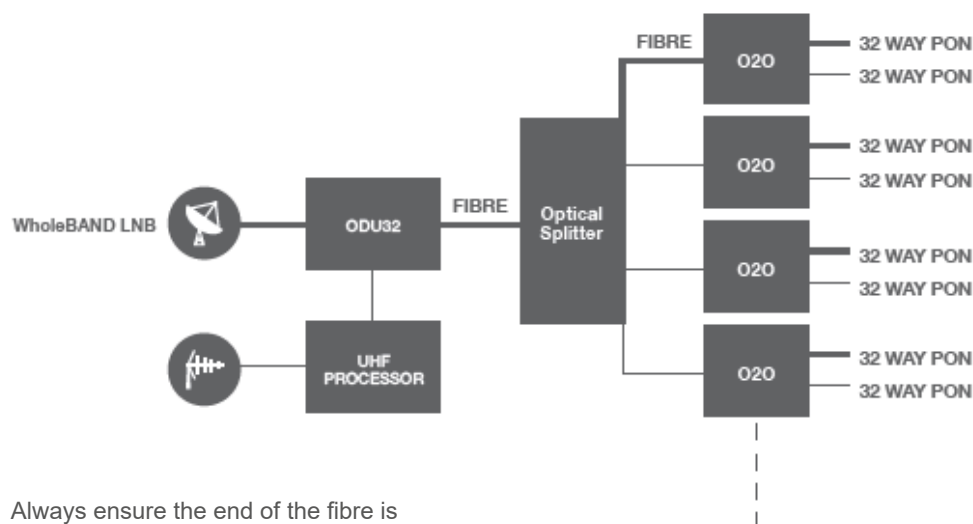 FIBRE
O2O
32 WAY PON
32 WAY PON
O2O
32 WAY PON
32 WAY PON
WholeBAND LNB
ODU32
FIBRE
Optical
Splitter
O2O
32 WAY PON
32 WAY PON
UHF
PROCESSOR
O2O
32 WAY PON
32 WAY PON
Always ensure the end of the fibre is